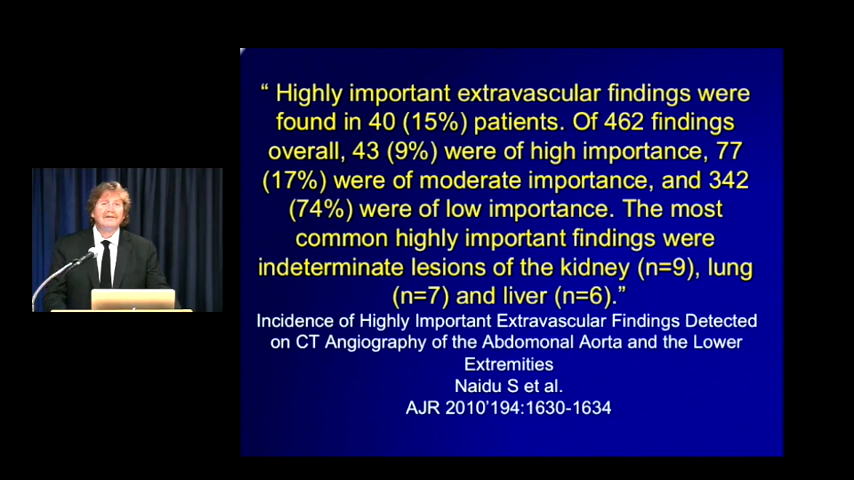 “ Highly important extravascular findings were
found in 40 (15%) patients. Of 462 findings
overall, 43 (9%) were of high importance, 77
(17%) were of moderate importance, and 342
(74%) were of low importance. The most
common highly important findings were
indeterminate lesions of the kidney (n=9), lung
(n=7) and liver (n=6).”
Incidence of Highly Important Extravascular Findings Detected
on CT Angiography of the Abdomonal Aorta and the Lower
Extremities
Naidu S et al.
AJR 2010’194:1630-1634